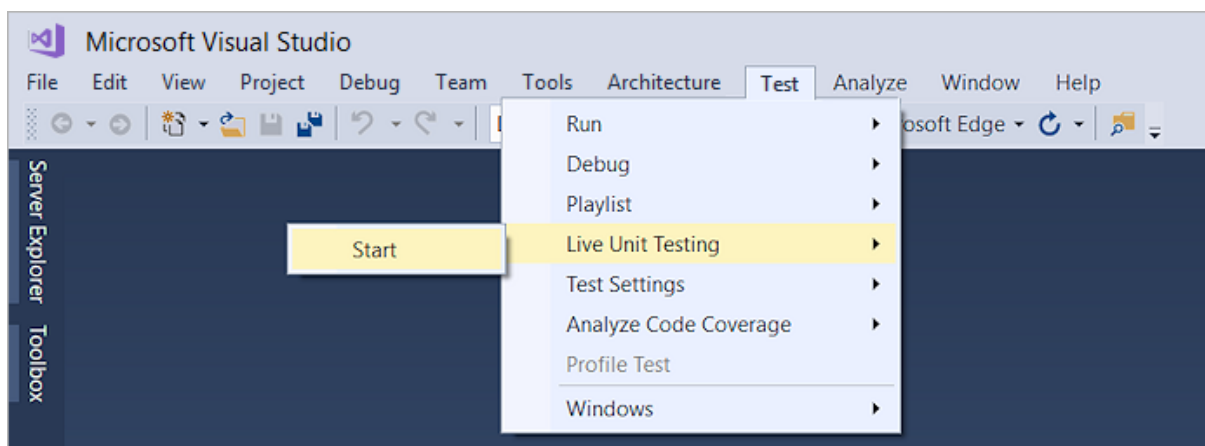 Microsoft Visual Studio
File Edit View Project Debug Team Tools Architecture Test Analyze Window Help
osoft Edge
Run
Debug
Playlist
Live Unit Testing
Start
Test Settings
Analyze Code Coverage
Profile Test
Windows
Server Explorer
Toolbox